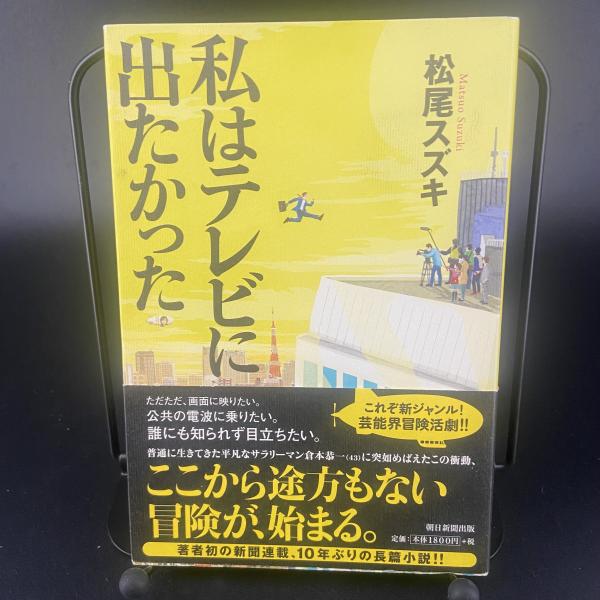 私はテレビに
出たかった
松尾スズキ
Matsuo Suzuki
ただただ、画面に映りたい。
公共の電波に乗りたい。
誰にも知られず目立ちたい。
これぞ新ジャンル!
芸能界冒険活劇!!
普通に生きてきた平凡なサラリーマン倉本恭一(43)に突如めばえたこの衝動、
ここから途方もない
冒険が、始まる。
朝日新聞出版
定価:本体1800円+税
著者初の新聞連載、10年ぶりの長篇小説!!